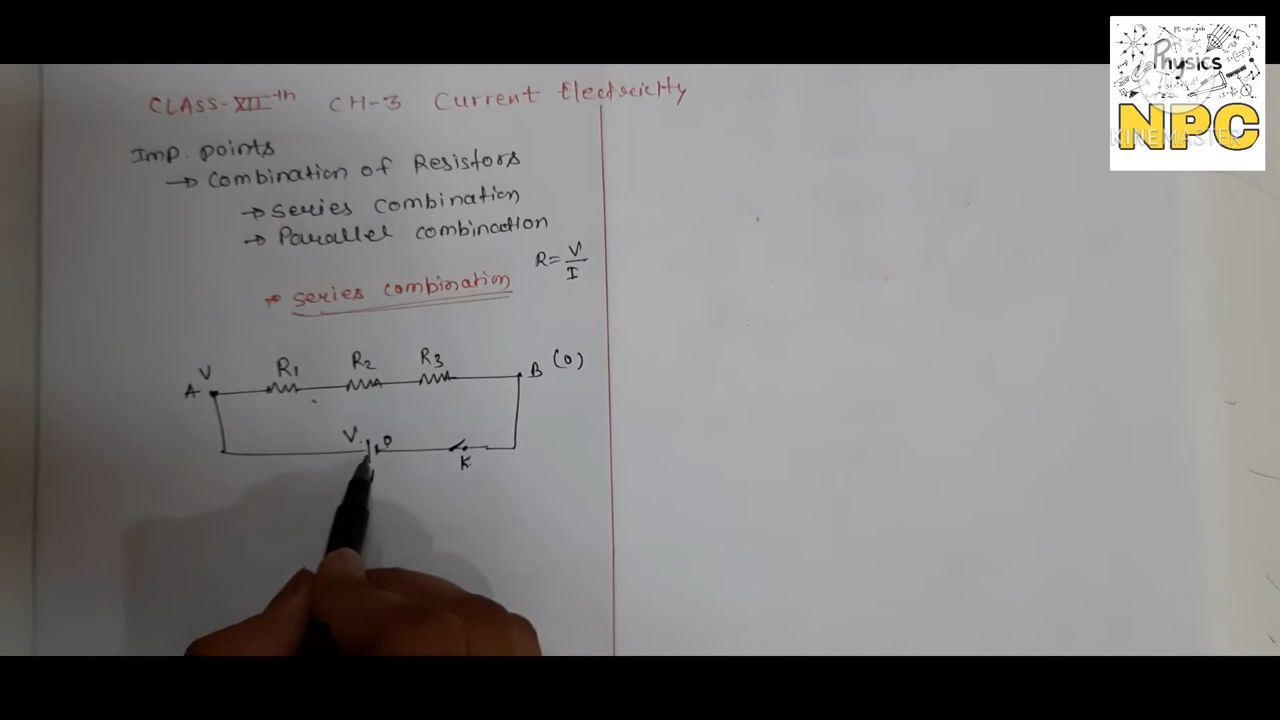 CLASS-XIIth CH-3 Current Electricity
Imp. points
→ Combination of Resistors
→ Series combination
→ Parallel combination
R = V/I
* Series combination
V R1 R2 R3
A B (0)
V 0
K
Physics
NPC
KINEMASTER